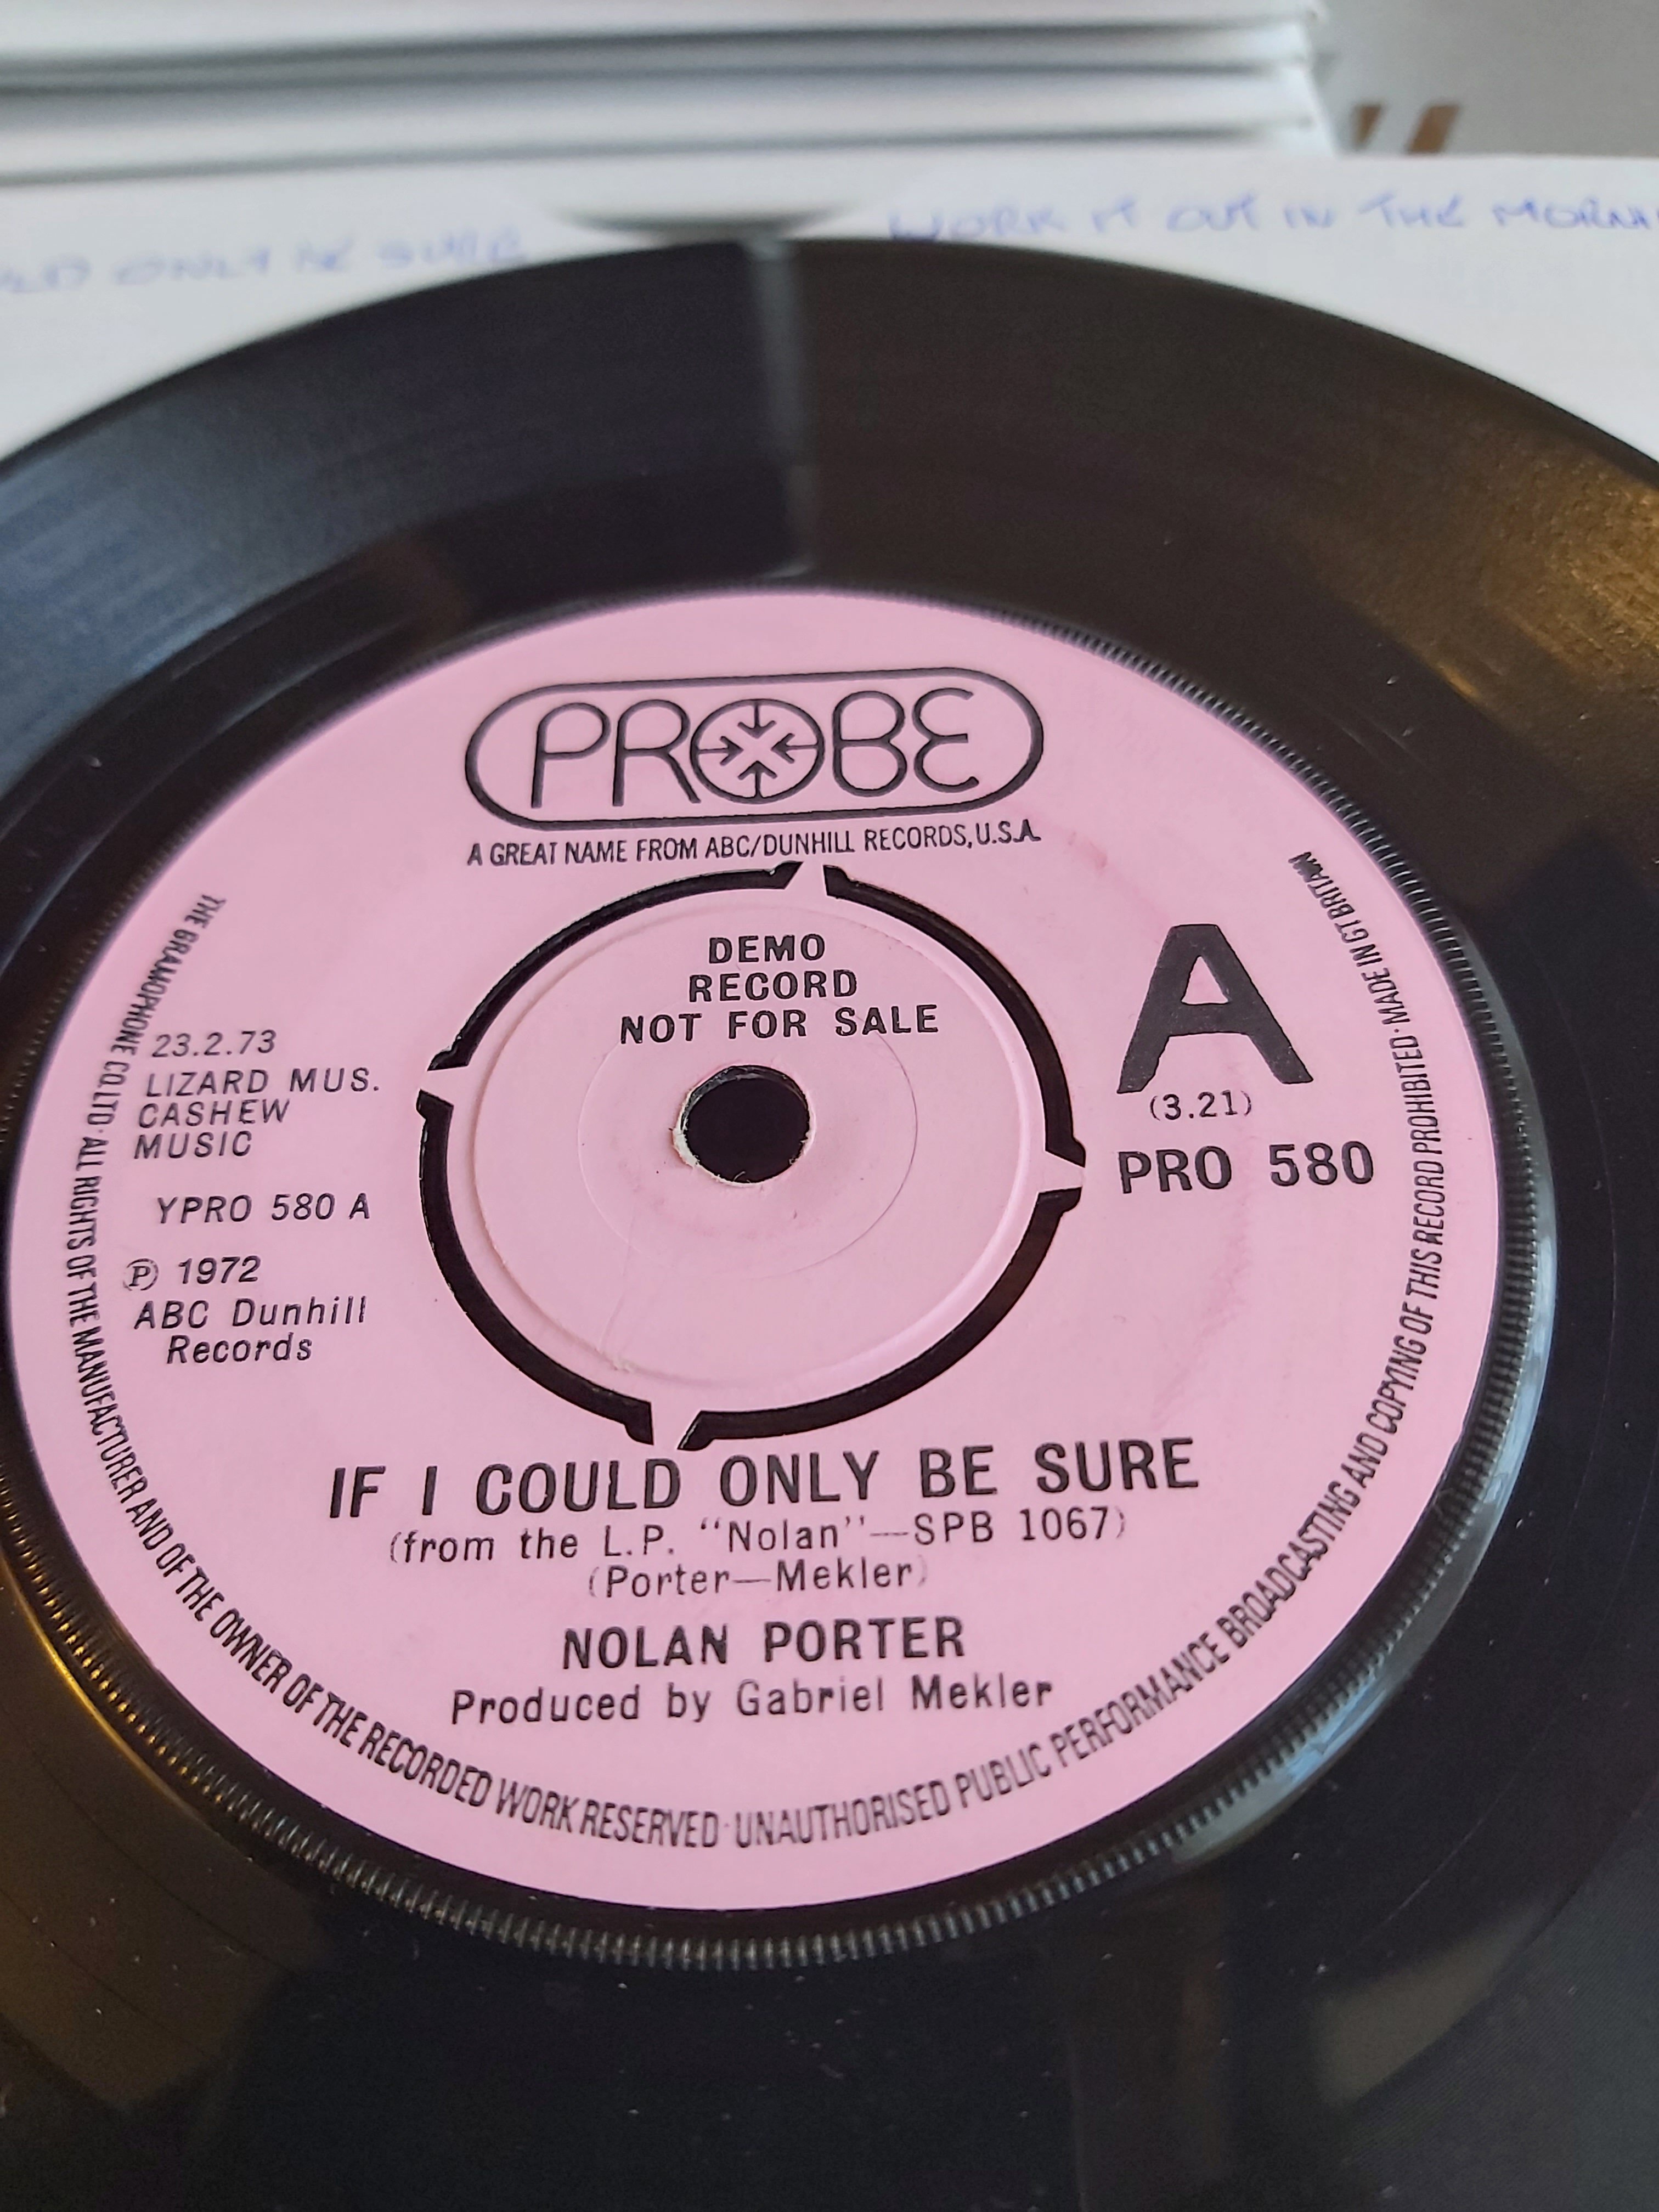 ONLY BE SURE
WORK IT OUT IN THE
PROBE
A GREAT NAME FROM ABC/DUNHILL RECORDS, U.S.A.
DEMO
RECORD
NOT FOR SALE
A
(3.21)
PRO 580
23.2.73
LIZARD MUS.
CASHEW
MUSIC
YPRO 580 A
Ⓟ 1972
ABC Dunhill
Records
IF I COULD ONLY BE SURE
(from the L.P. “Nolan”—SPB 1067)
(Porter—Mekler)
NOLAN PORTER
Produced by Gabriel Mekler
THE GRAMOPHONE CO. LTD · ALL RIGHTS OF THE MANUFACTURER AND OF THE OWNER OF THE RECORDED WORK RESERVED · UNAUTHORISED PUBLIC PERFORMANCE BROADCASTING AND COPYING OF THIS RECORD PROHIBITED · MADE IN GT BRITAIN